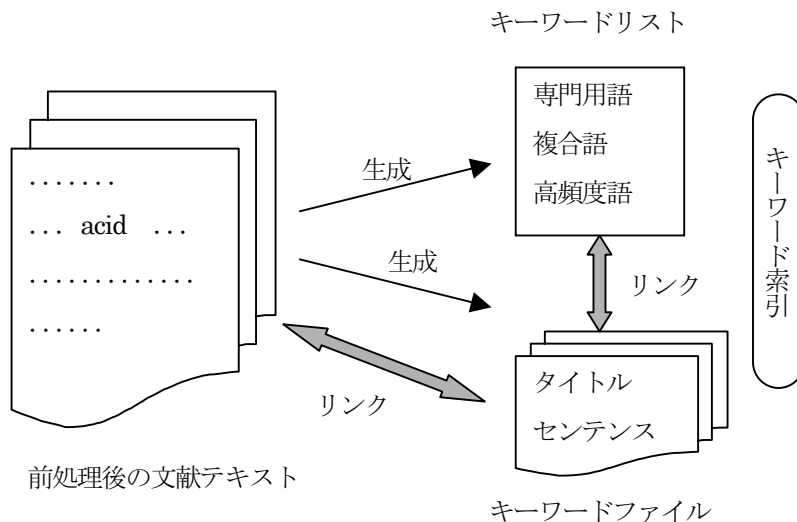 キーワードリスト
専門用語
複合語
高頻度語
生成
.......
... acid ...
.............
......
生成
リンク
キーワード索引
リンク
タイトル
センテンス
前処理後の文献テキスト
キーワードファイル